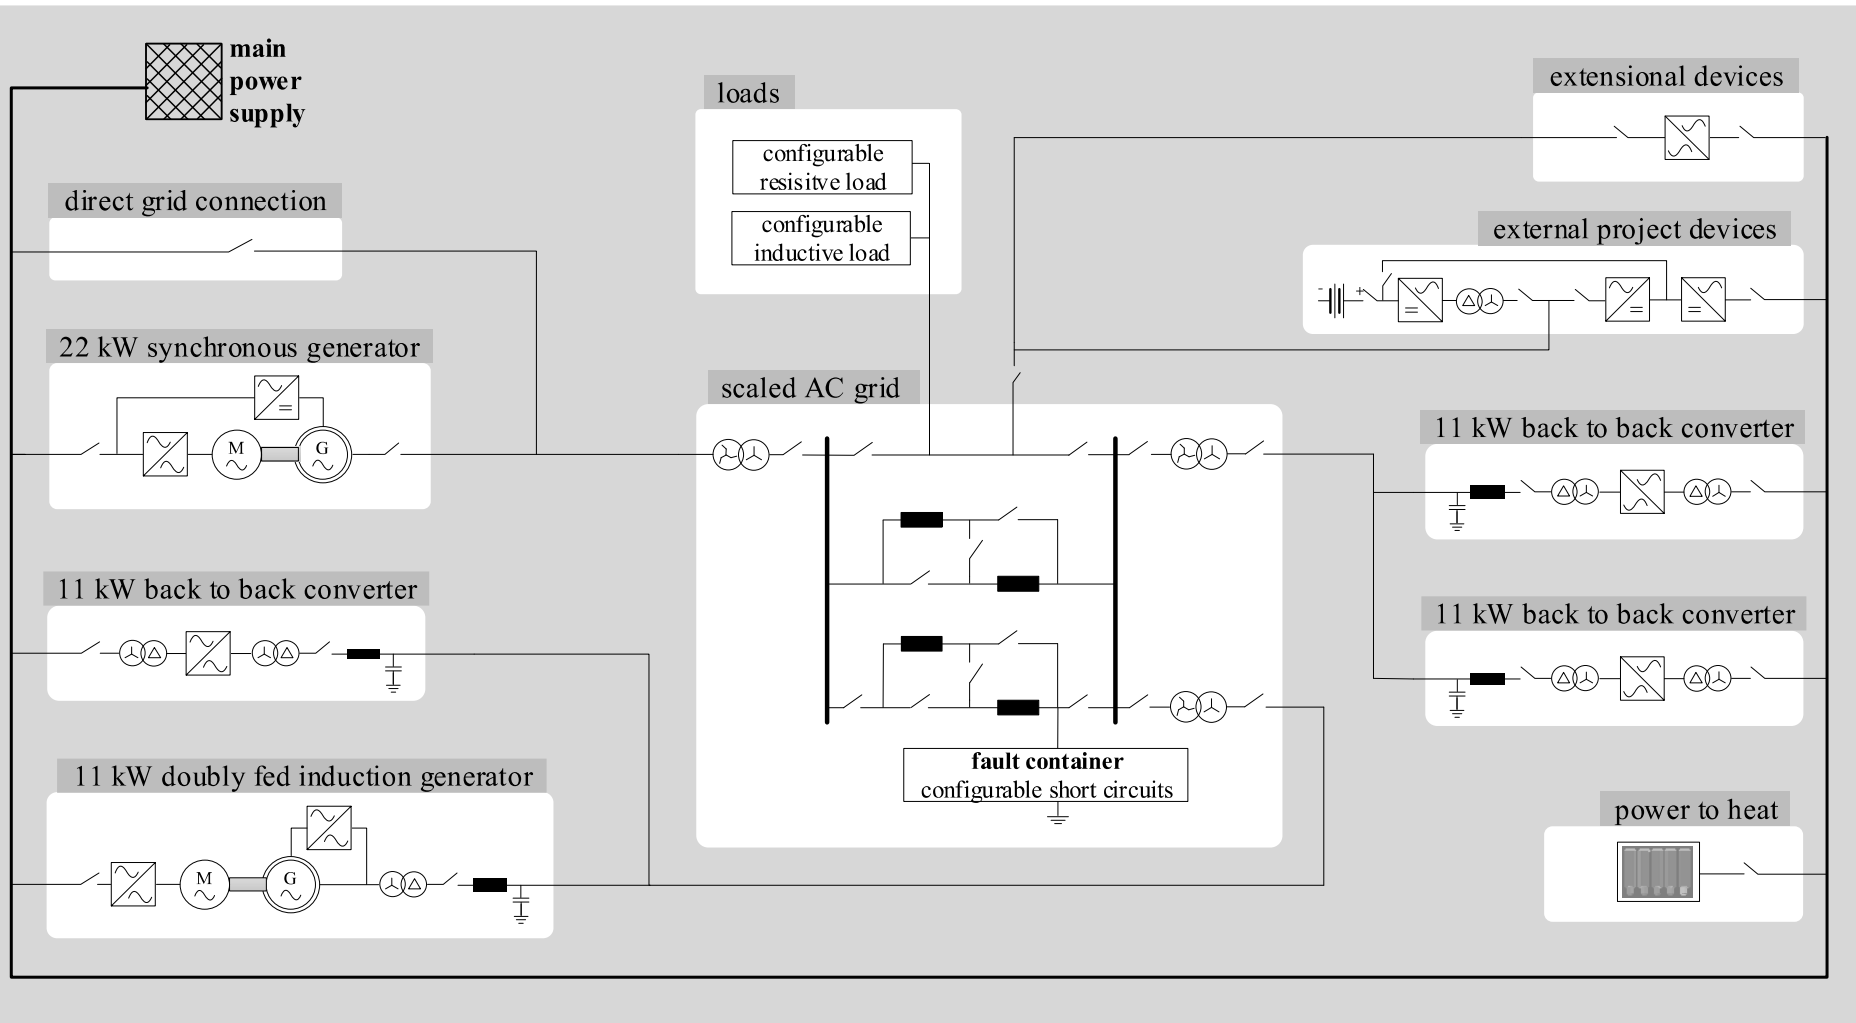 main
power
supply
direct grid connection
22 kW synchronous generator
=
M
G
11 kW back to back converter
11 kW doubly fed induction generator
M
G
loads
configurable
resisitve load
configurable
inductive load
scaled AC grid
fault container
configurable short circuits
extensional devices
external project devices
- +
=
=
=
11 kW back to back converter
11 kW back to back converter
power to heat